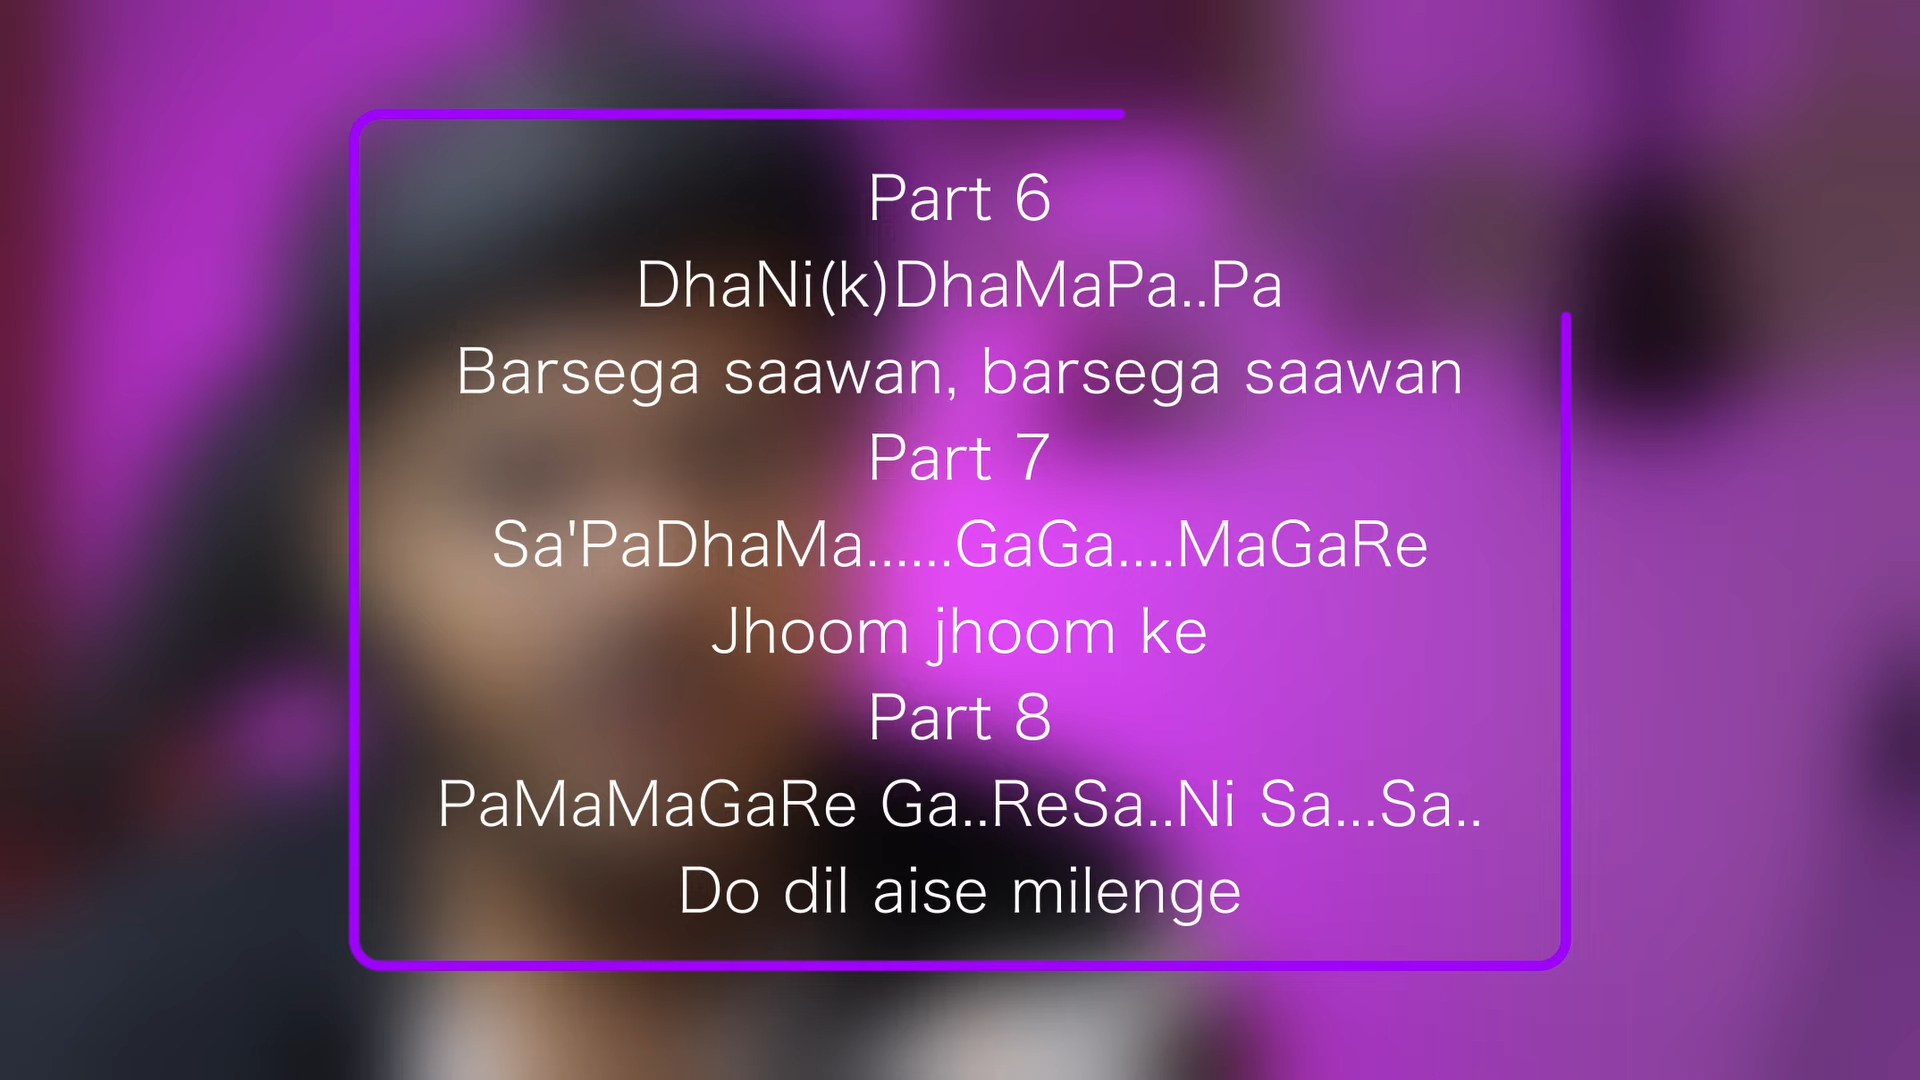 Part 6
DhaNi(k)DhaMaPa..Pa
Barsega saawan, barsega saawan
Part 7
Sa'PaDhaMa......GaGa....MaGaRe
Jhoom jhoom ke
Part 8
PaMaMaGaRe Ga..ReSa..Ni Sa...Sa..
Do dil aise milenge